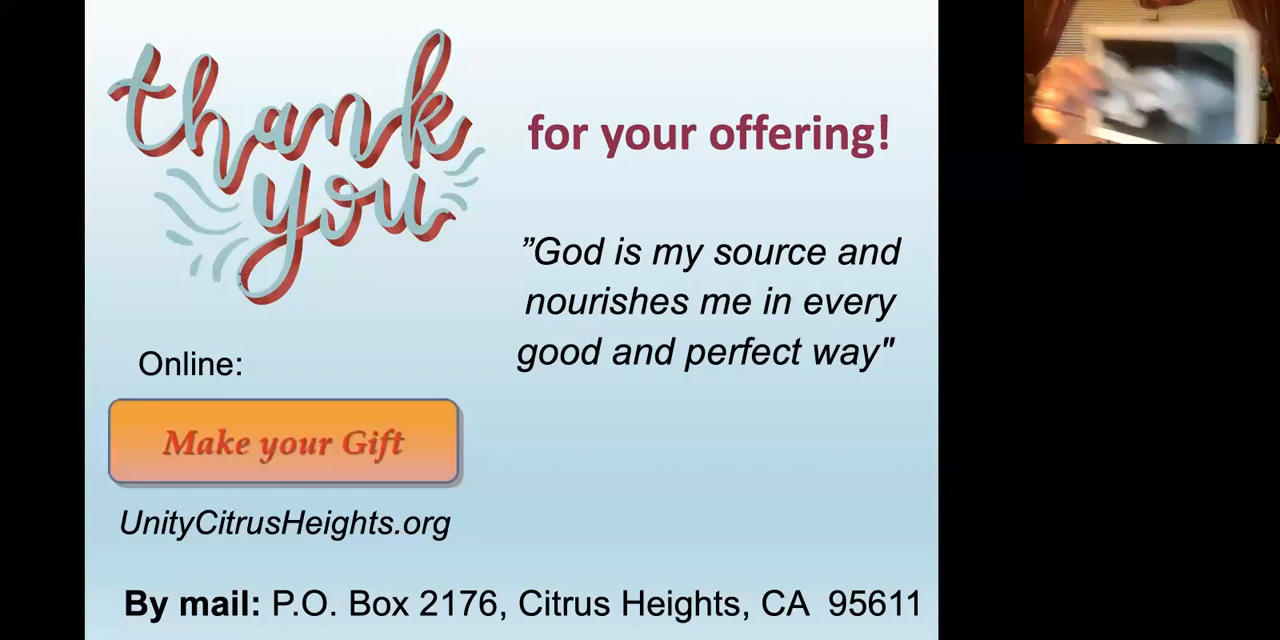 thank
you
for your offering!
”God is my source and
nourishes me in every
good and perfect way"
Online:
Make your Gift
UnityCitrusHeights.org
By mail: P.O. Box 2176, Citrus Heights, CA  95611